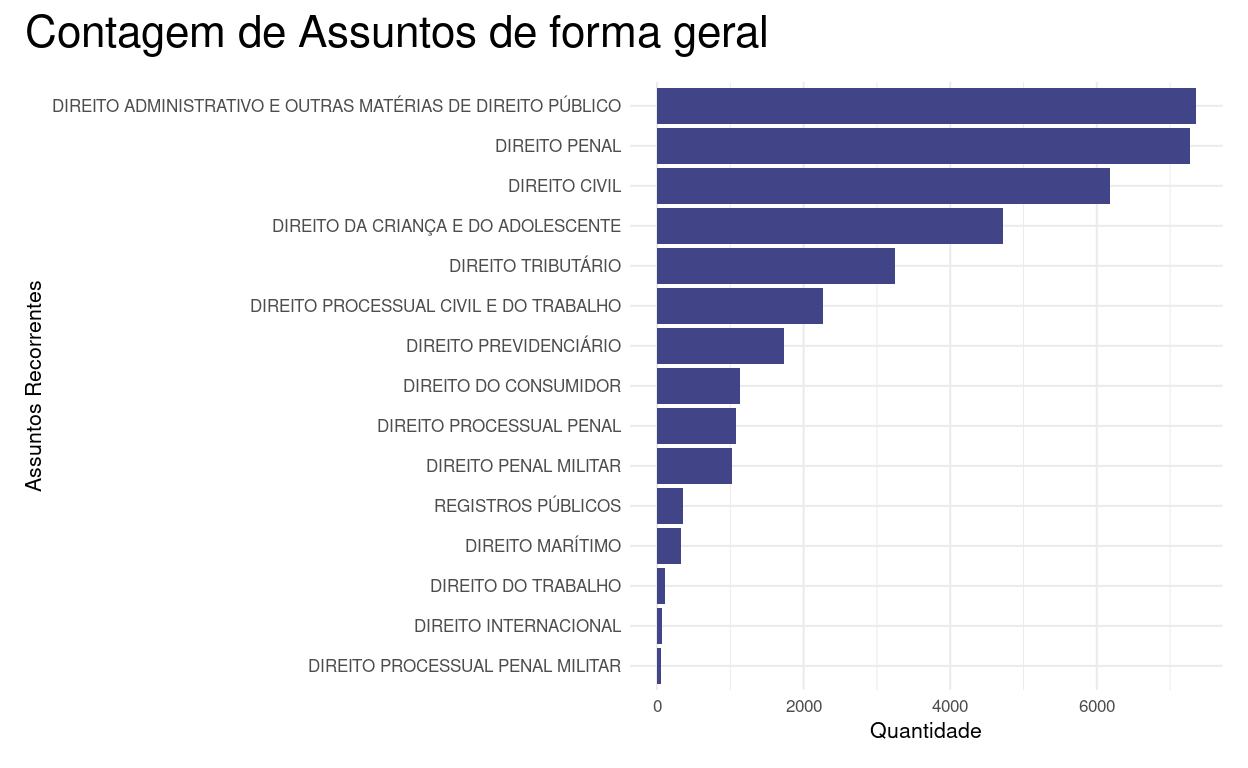 Contagem de Assuntos de forma geral
Assuntos Recorrentes
DIREITO ADMINISTRATIVO E OUTRAS MATÉRIAS DE DIREITO PÚBLICO
DIREITO PENAL
DIREITO CIVIL
DIREITO DA CRIANÇA E DO ADOLESCENTE
DIREITO TRIBUTÁRIO
DIREITO PROCESSUAL CIVIL E DO TRABALHO
DIREITO PREVIDENCIÁRIO
DIREITO DO CONSUMIDOR
DIREITO PROCESSUAL PENAL
DIREITO PENAL MILITAR
REGISTROS PÚBLICOS
DIREITO MARÍTIMO
DIREITO DO TRABALHO
DIREITO INTERNACIONAL
DIREITO PROCESSUAL PENAL MILITAR
0 2000 4000 6000
Quantidade